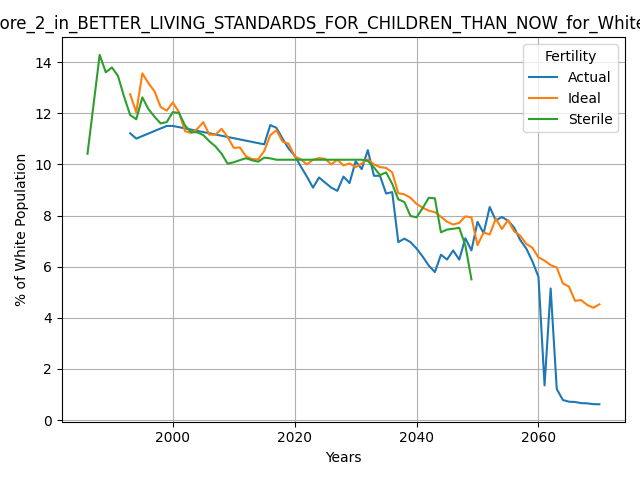 ore_2_in_BETTER_LIVING_STANDARDS_FOR_CHILDREN_THAN_NOW_for_White
Fertility
Actual
Ideal
Sterile
% of White Population
14
12
10
8
6
4
2
0
2000
2020
2040
2060
Years